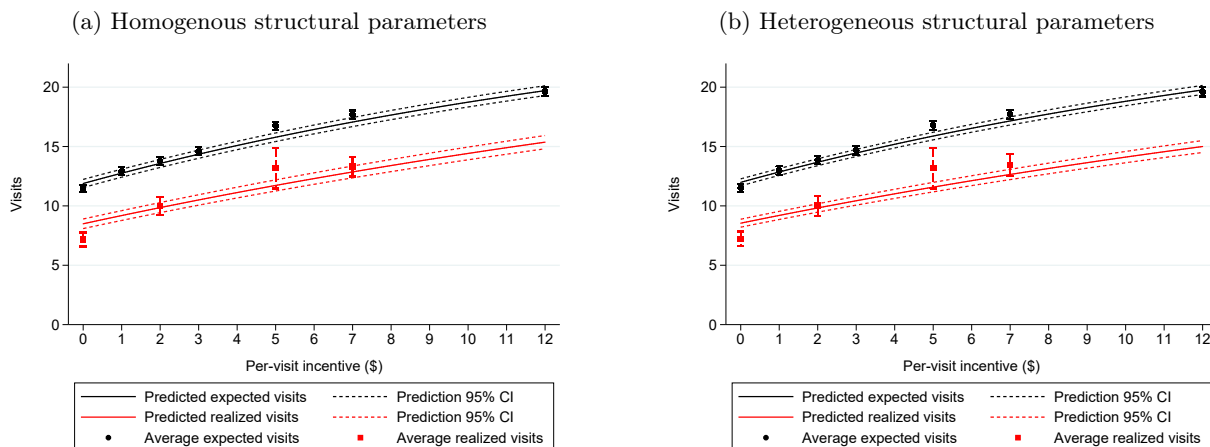 (a) Homogenous structural parameters
20
15
10
5
0
Visits
0 1 2 3 4 5 6 7 8 9 10 11 12
Per-visit incentive ($)
Predicted expected visits Prediction 95% CI
Predicted realized visits Prediction 95% CI
Average expected visits Average realized visits
(b) Heterogeneous structural parameters
20
15
10
5
0
Visits
0 1 2 3 4 5 6 7 8 9 10 11 12
Per-visit incentive ($)
Predicted expected visits Prediction 95% CI
Predicted realized visits Prediction 95% CI
Average expected visits Average realized visits